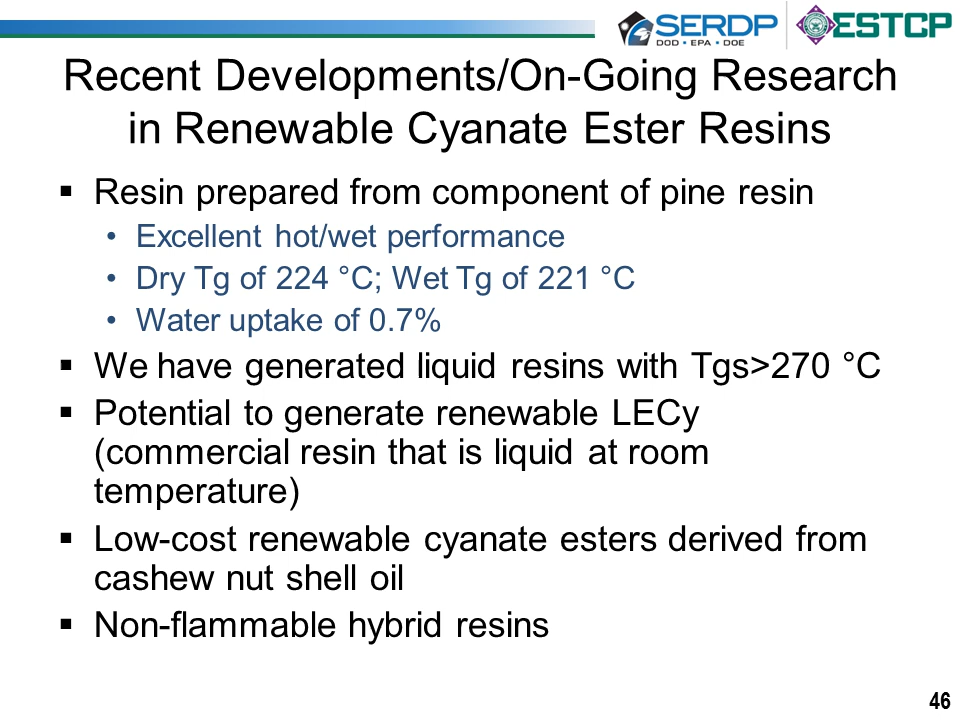 SERDP
DOD • EPA • DOE
ESTCP
Recent Developments/On-Going Research
in Renewable Cyanate Ester Resins
▪ Resin prepared from component of pine resin
• Excellent hot/wet performance
• Dry Tg of 224 °C; Wet Tg of 221 °C
• Water uptake of 0.7%
▪ We have generated liquid resins with Tgs>270 °C
▪ Potential to generate renewable LECy
(commercial resin that is liquid at room
temperature)
▪ Low-cost renewable cyanate esters derived from
cashew nut shell oil
▪ Non-flammable hybrid resins
46